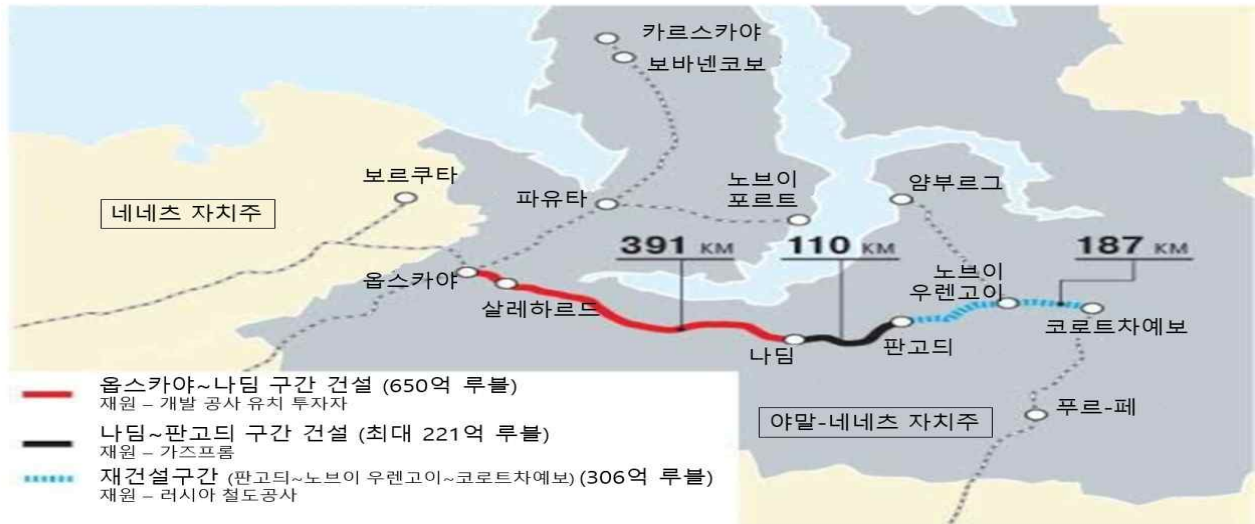 카르스카야
보바넨코보
보르쿠타
네네츠 자치주
파유타
노브이
포르트
얌부르그
391 KM
110 KM
187 KM
옵스카야
살레하르드
노브이
우렌고이
코로트차예보
나딤
판고듸
푸르-페
야말-네네츠 자치주
옵스카야~나딤 구간 건설 (650억 루블)
재원 – 개발 공사 유치 투자자
나딤~판고듸 구간 건설 (최대 221억 루블)
재원 – 가즈프롬
재건설구간 (판고듸~노브이 우렌고이~코로트차예보) (306억 루블)
재원 – 러시아 철도공사